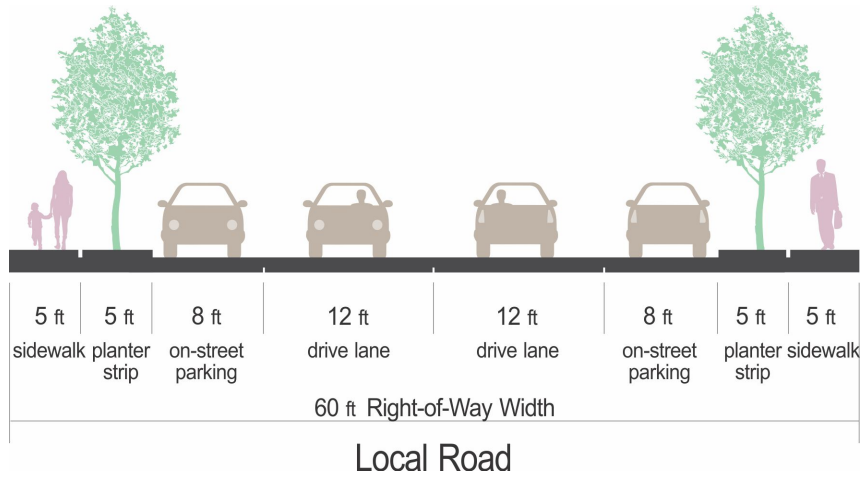 5 ft 5 ft 8 ft 12 ft 12 ft 8 ft 5 ft 5 ft
sidewalk planter on-street drive lane drive lane on-street planter sidewalk
strip parking parking strip
60 ft Right-of-Way Width
Local Road